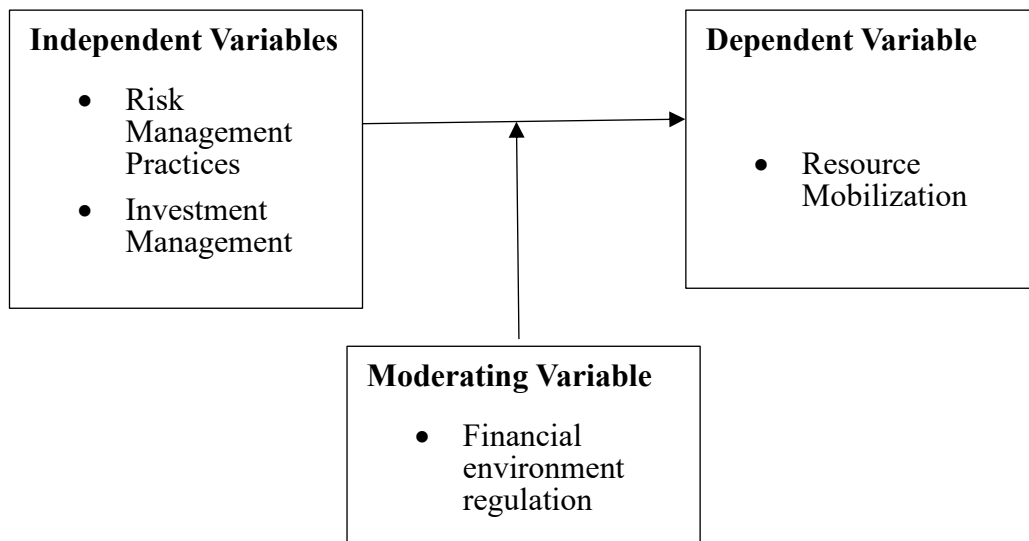 Independent Variables
• Risk
Management
Practices
• Investment
Management
Dependent Variable
• Resource
Mobilization
Moderating Variable
• Financial
environment
regulation